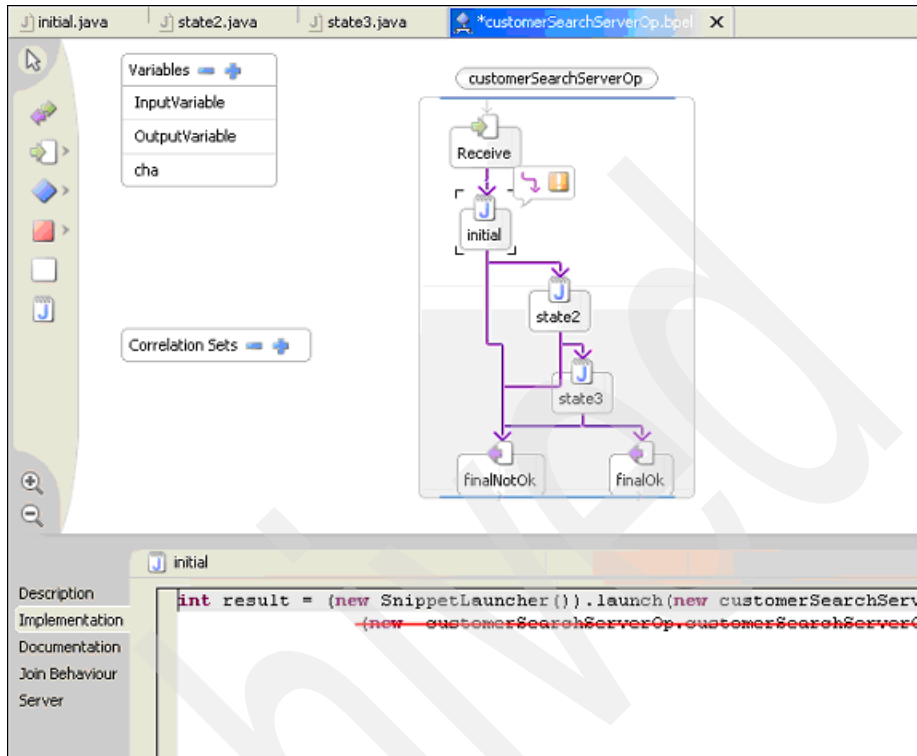 initial.java state2.java state3.java *customerSearchServerOp.bpel
Variables
InputVariable
OutputVariable
cha
Correlation Sets
customerSearchServerOp
Receive
initial
state2
state3
finalNotOk finalOk
initial
Description
Implementation
Documentation
Join Behaviour
Server
int result = (new SnippetLauncher()).launch(new customerSearchServ
(new customerSearchServerOp.customerSearchServerO